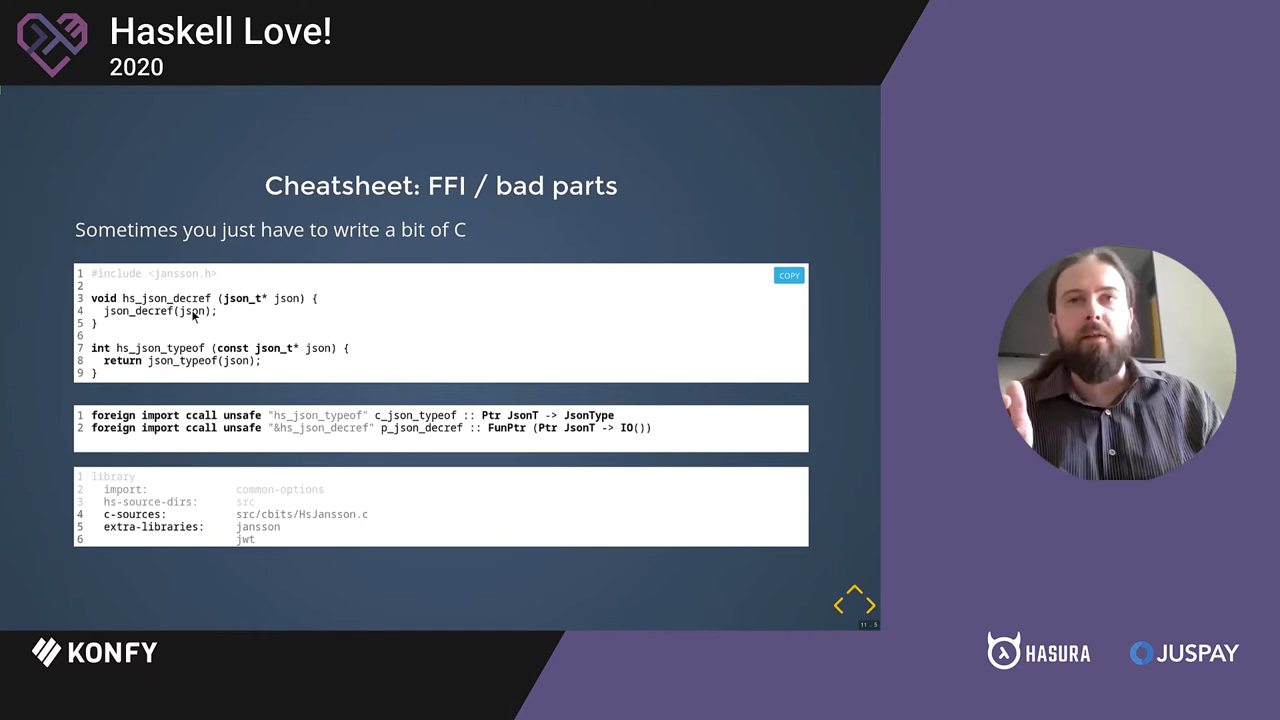 Haskell Love!
2020
Cheatsheet: FFI / bad parts
Sometimes you just have to write a bit of C
COPY
1 #include <jansson.h>
2
3 void hs_json_decref (json_t* json) {
4   json_decref(json);
5 }
6
7 int hs_json_typeof (const json_t* json) {
8   return json_typeof(json);
9 }
1 foreign import ccall unsafe "hs_json_typeof" c_json_typeof :: Ptr JsonT -> JsonType
2 foreign import ccall unsafe "&hs_json_decref" p_json_decref :: FunPtr (Ptr JsonT -> IO())
1 library
2   import:              common-options
3   hs-source-dirs:      src
4   c-sources:           src/cbits/HsJansson.c
5   extra-libraries:     jansson
6                        jwt
11.5
KONFY
HASURA
JUSPAY